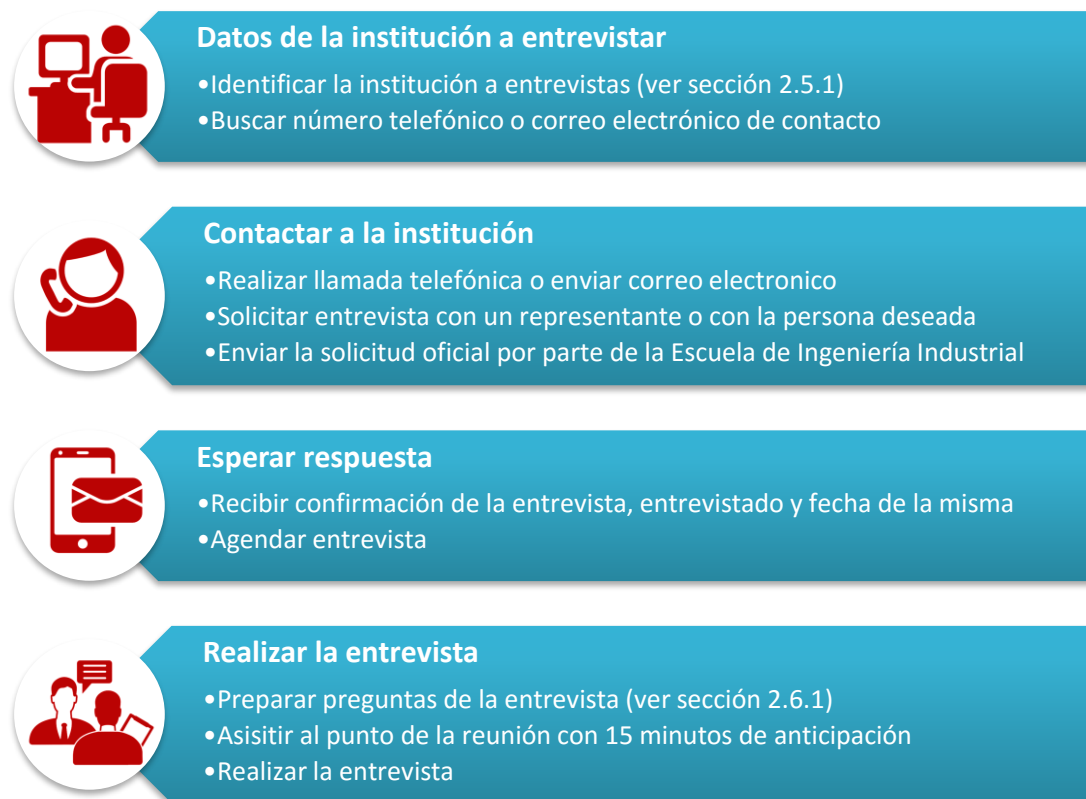 Datos de la institución a entrevistar
•Identificar la institución a entrevistas (ver sección 2.5.1)
•Buscar número telefónico o correo electrónico de contacto
Contactar a la institución
•Realizar llamada telefónica o enviar correo electronico
•Solicitar entrevista con un representante o con la persona deseada
•Enviar la solicitud oficial por parte de la Escuela de Ingeniería Industrial
Esperar respuesta
•Recibir confirmación de la entrevista, entrevistado y fecha de la misma
•Agendar entrevista
Realizar la entrevista
•Preparar preguntas de la entrevista (ver sección 2.6.1)
•Asisitir al punto de la reunión con 15 minutos de anticipación
•Realizar la entrevista